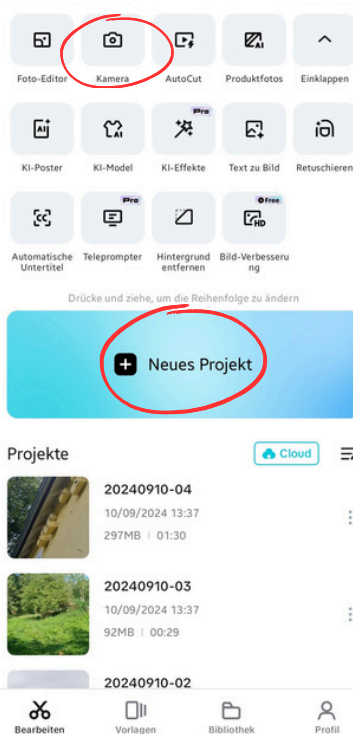 Foto-Editor Kamera AutoCut Produktfotos Einklappen
Pro
KI-Poster KI-Model KI-Effekte Text zu Bild Retuschieren
Pro Free
Automatische Untertitel Teleprompter Hintergrund entfernen Bild-Verbesseru ng
Drücke und ziehe, um die Reihenfolge zu ändern
Neues Projekt
Projekte Cloud
20240910-04
10/09/2024 13:37
297MB | 01:30
20240910-03
10/09/2024 13:37
92MB | 00:29
20240910-02
Bearbeiten Vorlagen Bibliothek Profil